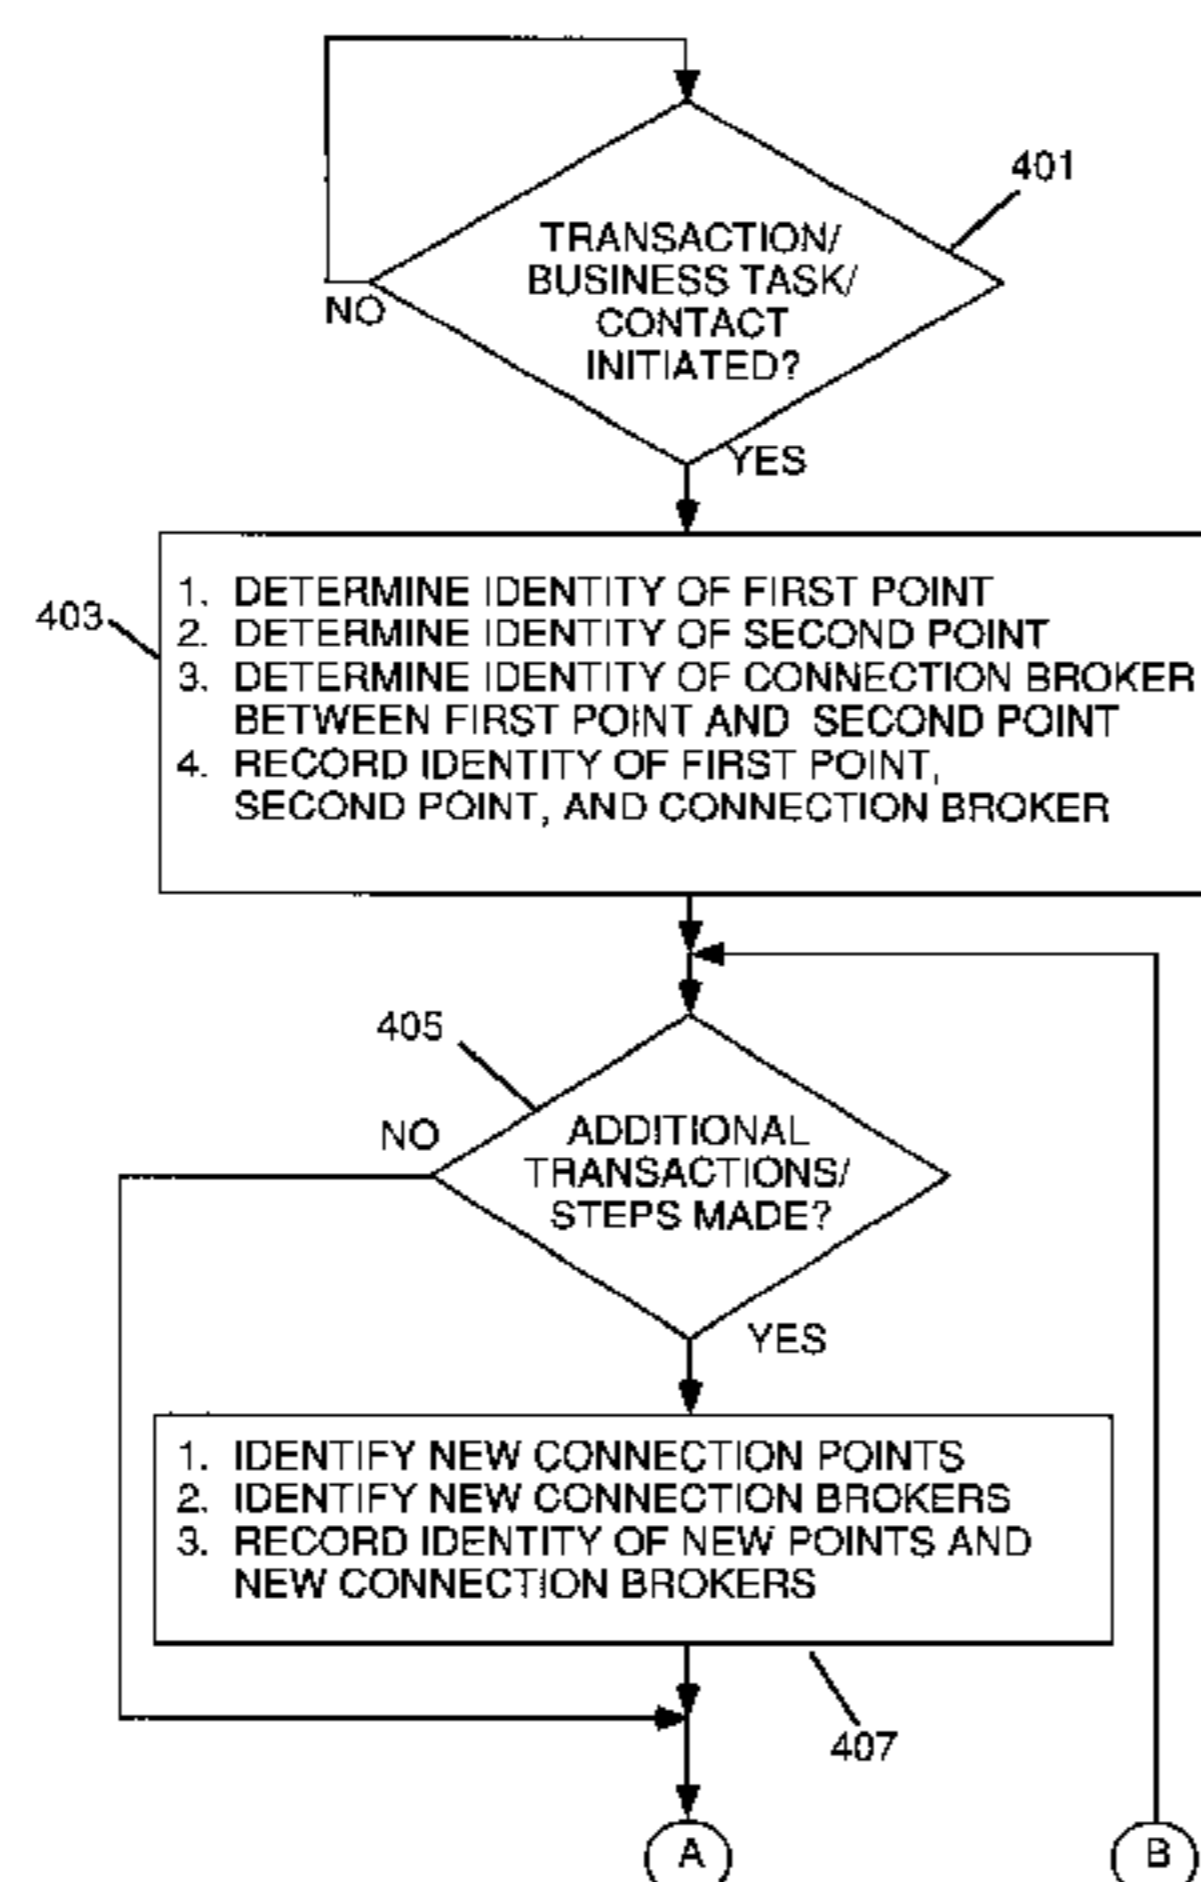 401
TRANSACTION/
BUSINESS TASK/
CONTACT
INITIATED?
NO
YES
403
1. DETERMINE IDENTITY OF FIRST POINT
2. DETERMINE IDENTITY OF SECOND POINT
3. DETERMINE IDENTITY OF CONNECTION BROKER
BETWEEN FIRST POINT AND SECOND POINT
4. RECORD IDENTITY OF FIRST POINT,
SECOND POINT, AND CONNECTION BROKER
405
NO
ADDITIONAL
TRANSACTIONS/
STEPS MADE?
YES
1. IDENTIFY NEW CONNECTION POINTS
2. IDENTIFY NEW CONNECTION BROKERS
3. RECORD IDENTITY OF NEW POINTS AND
NEW CONNECTION BROKERS
407
A
B